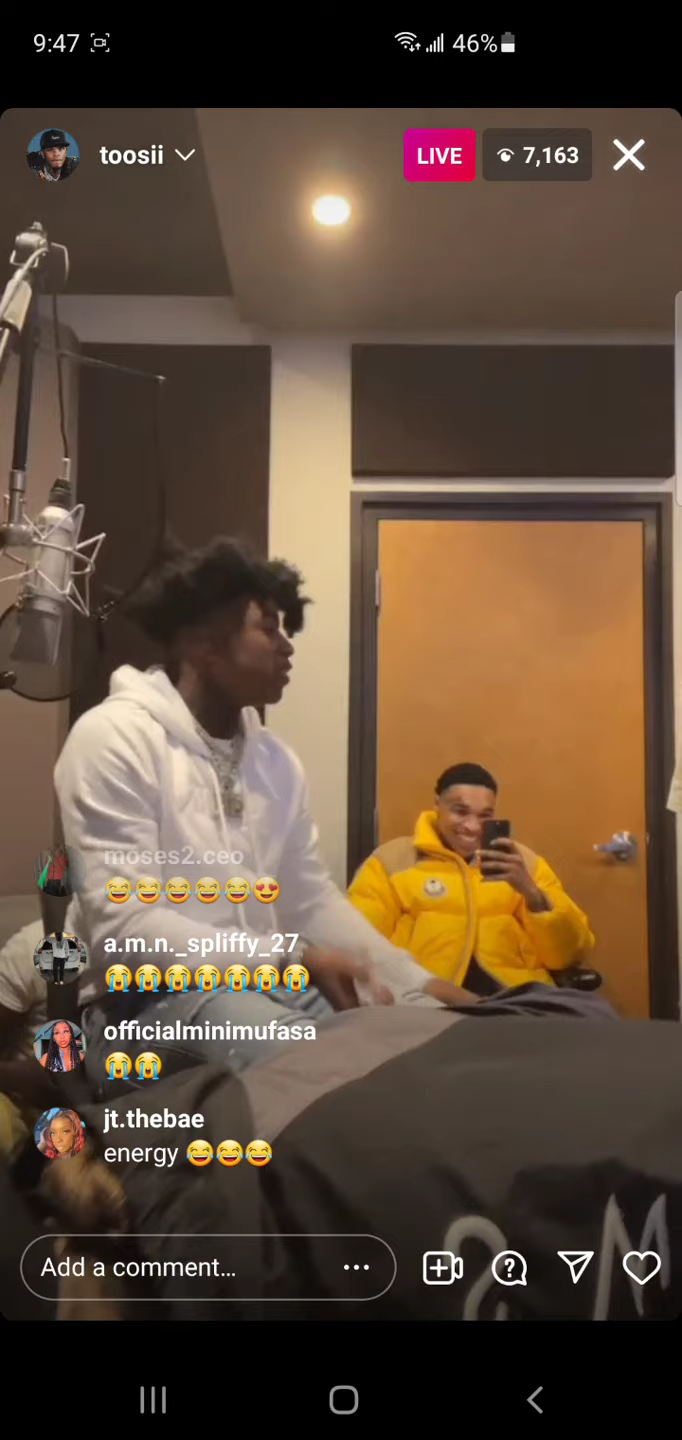 9:47
46%
toosii
LIVE
7,163
moses2.ceo
😂😂😂😂😂😍
a.m.n._spliffy_27
😭😭😭😭😭😭😭
officialminimufasa
😭😭
jt.thebae
energy 😂😂😂
Add a comment...